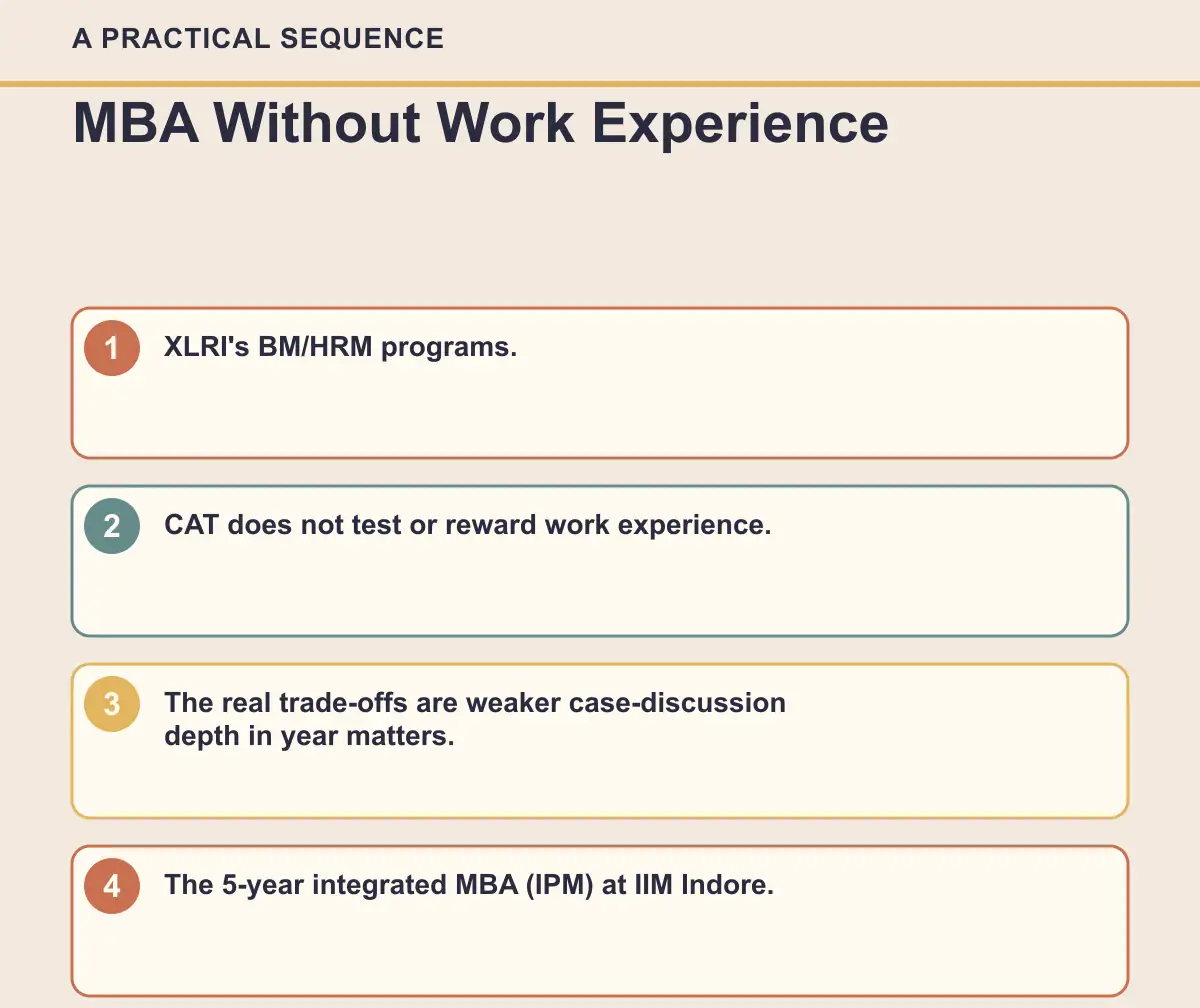 A PRACTICAL SEQUENCE
MBA Without Work Experience
1
XLRI's BM/HRM programs.
2
CAT does not test or reward work experience.
3
The real trade-offs are weaker case-discussion
depth in year matters.
4
The 5-year integrated MBA (IPM) at IIM Indore.